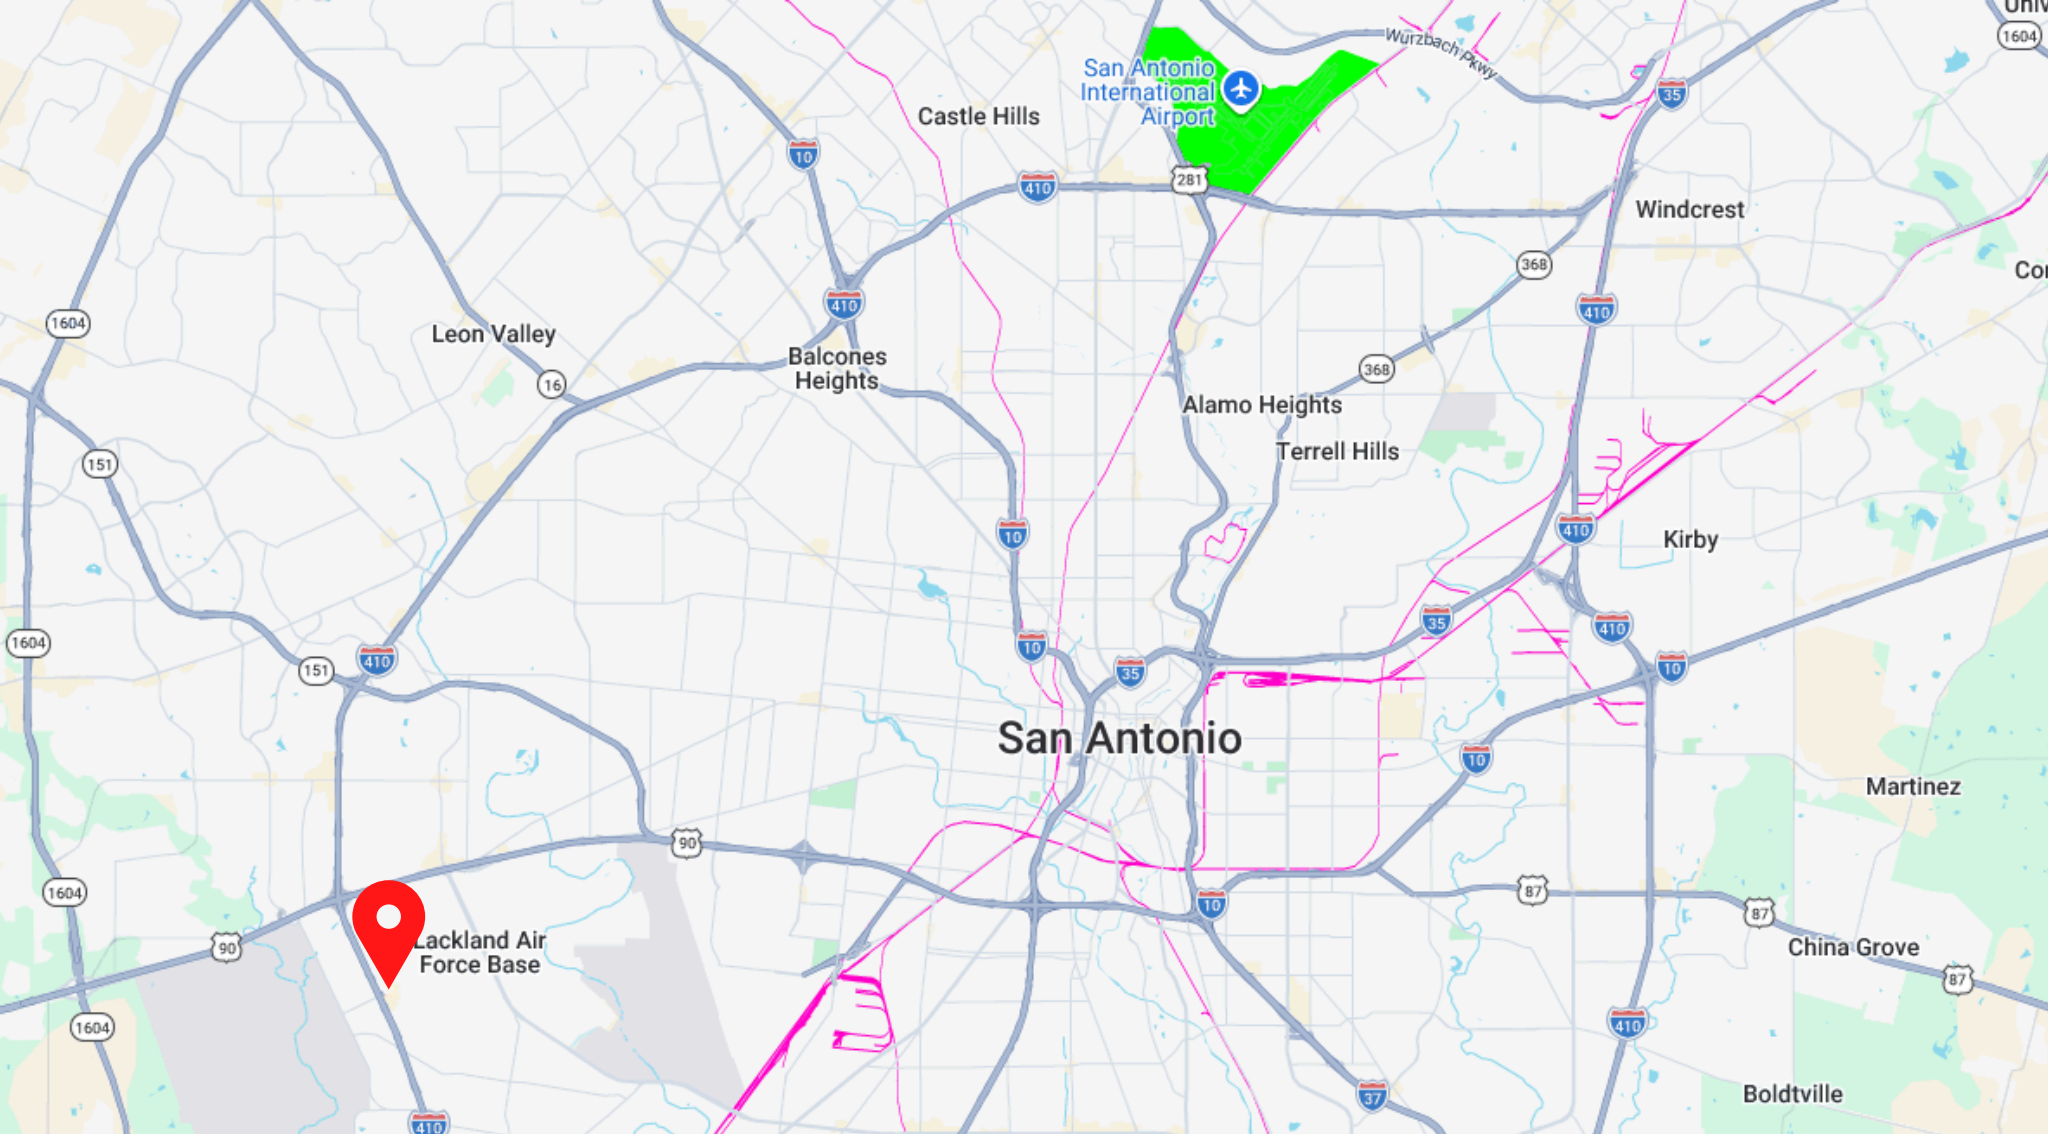 Univ
1604
Wurzbach Pkwy
San Antonio
International
Airport
35
Castle Hills
10
281
410
Windcrest
368
Cor
410
410
1604
Leon Valley
Balcones
Heights
368
16
Alamo Heights
Terrell Hills
151
10
410
Kirby
35
410
1604
10
410
151
35
10
San Antonio
10
Martinez
90
1604
87
10
87
90
Lackland Air
Force Base
China Grove
87
1604
410
37
Boldtville
410